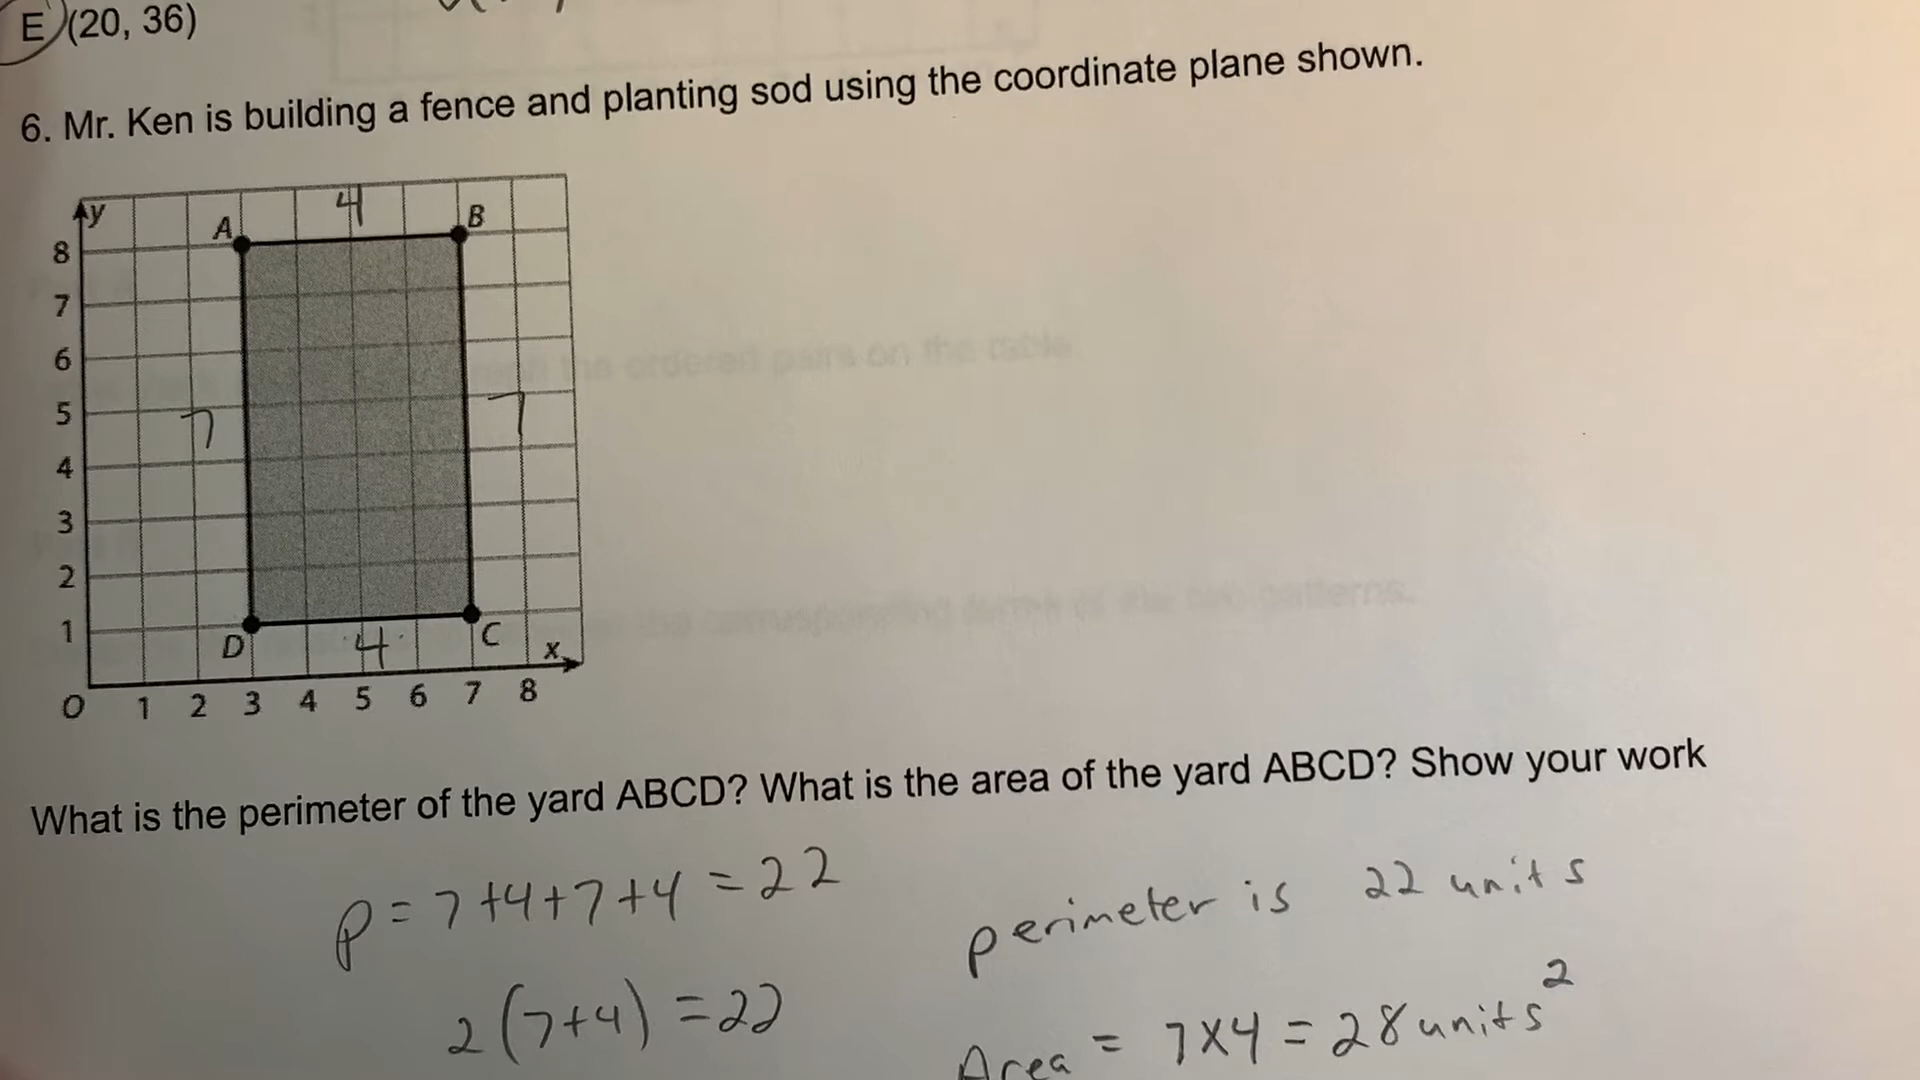 E (20, 36)
6. Mr. Ken is building a fence and planting sod using the coordinate plane shown.
y
4
A
B
8
7
6
5
7
7
4
3
2
1
D
4
C
x
O 1 2 3 4 5 6 7 8
What is the perimeter of the yard ABCD? What is the area of the yard ABCD? Show your work
p = 7+4+7+4 = 22
perimeter is 22 units
2(7+4) = 22
Area = 7x4 = 28 units²